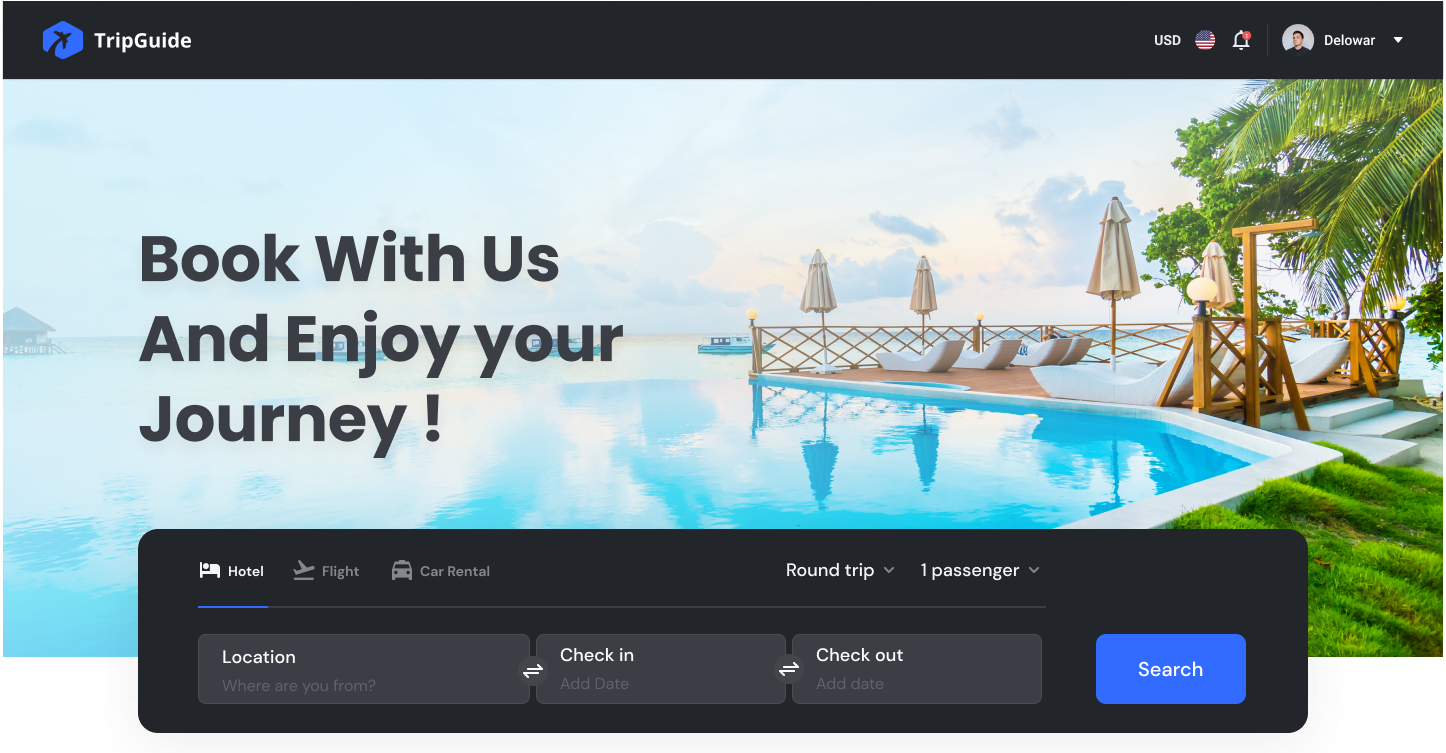 TripGuide
USD
1
Delowar
Book With Us
And Enjoy your
Journey !
Hotel
Flight
Car Rental
Round trip
1 passenger
Location
Where are you from?
Check in
Add Date
Check out
Add date
Search